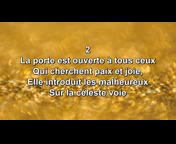 2
La porte est ouverte à tous ceux
Qui cherchent paix et joie,
Elle introduit les malheureux
Sur la céleste voie.